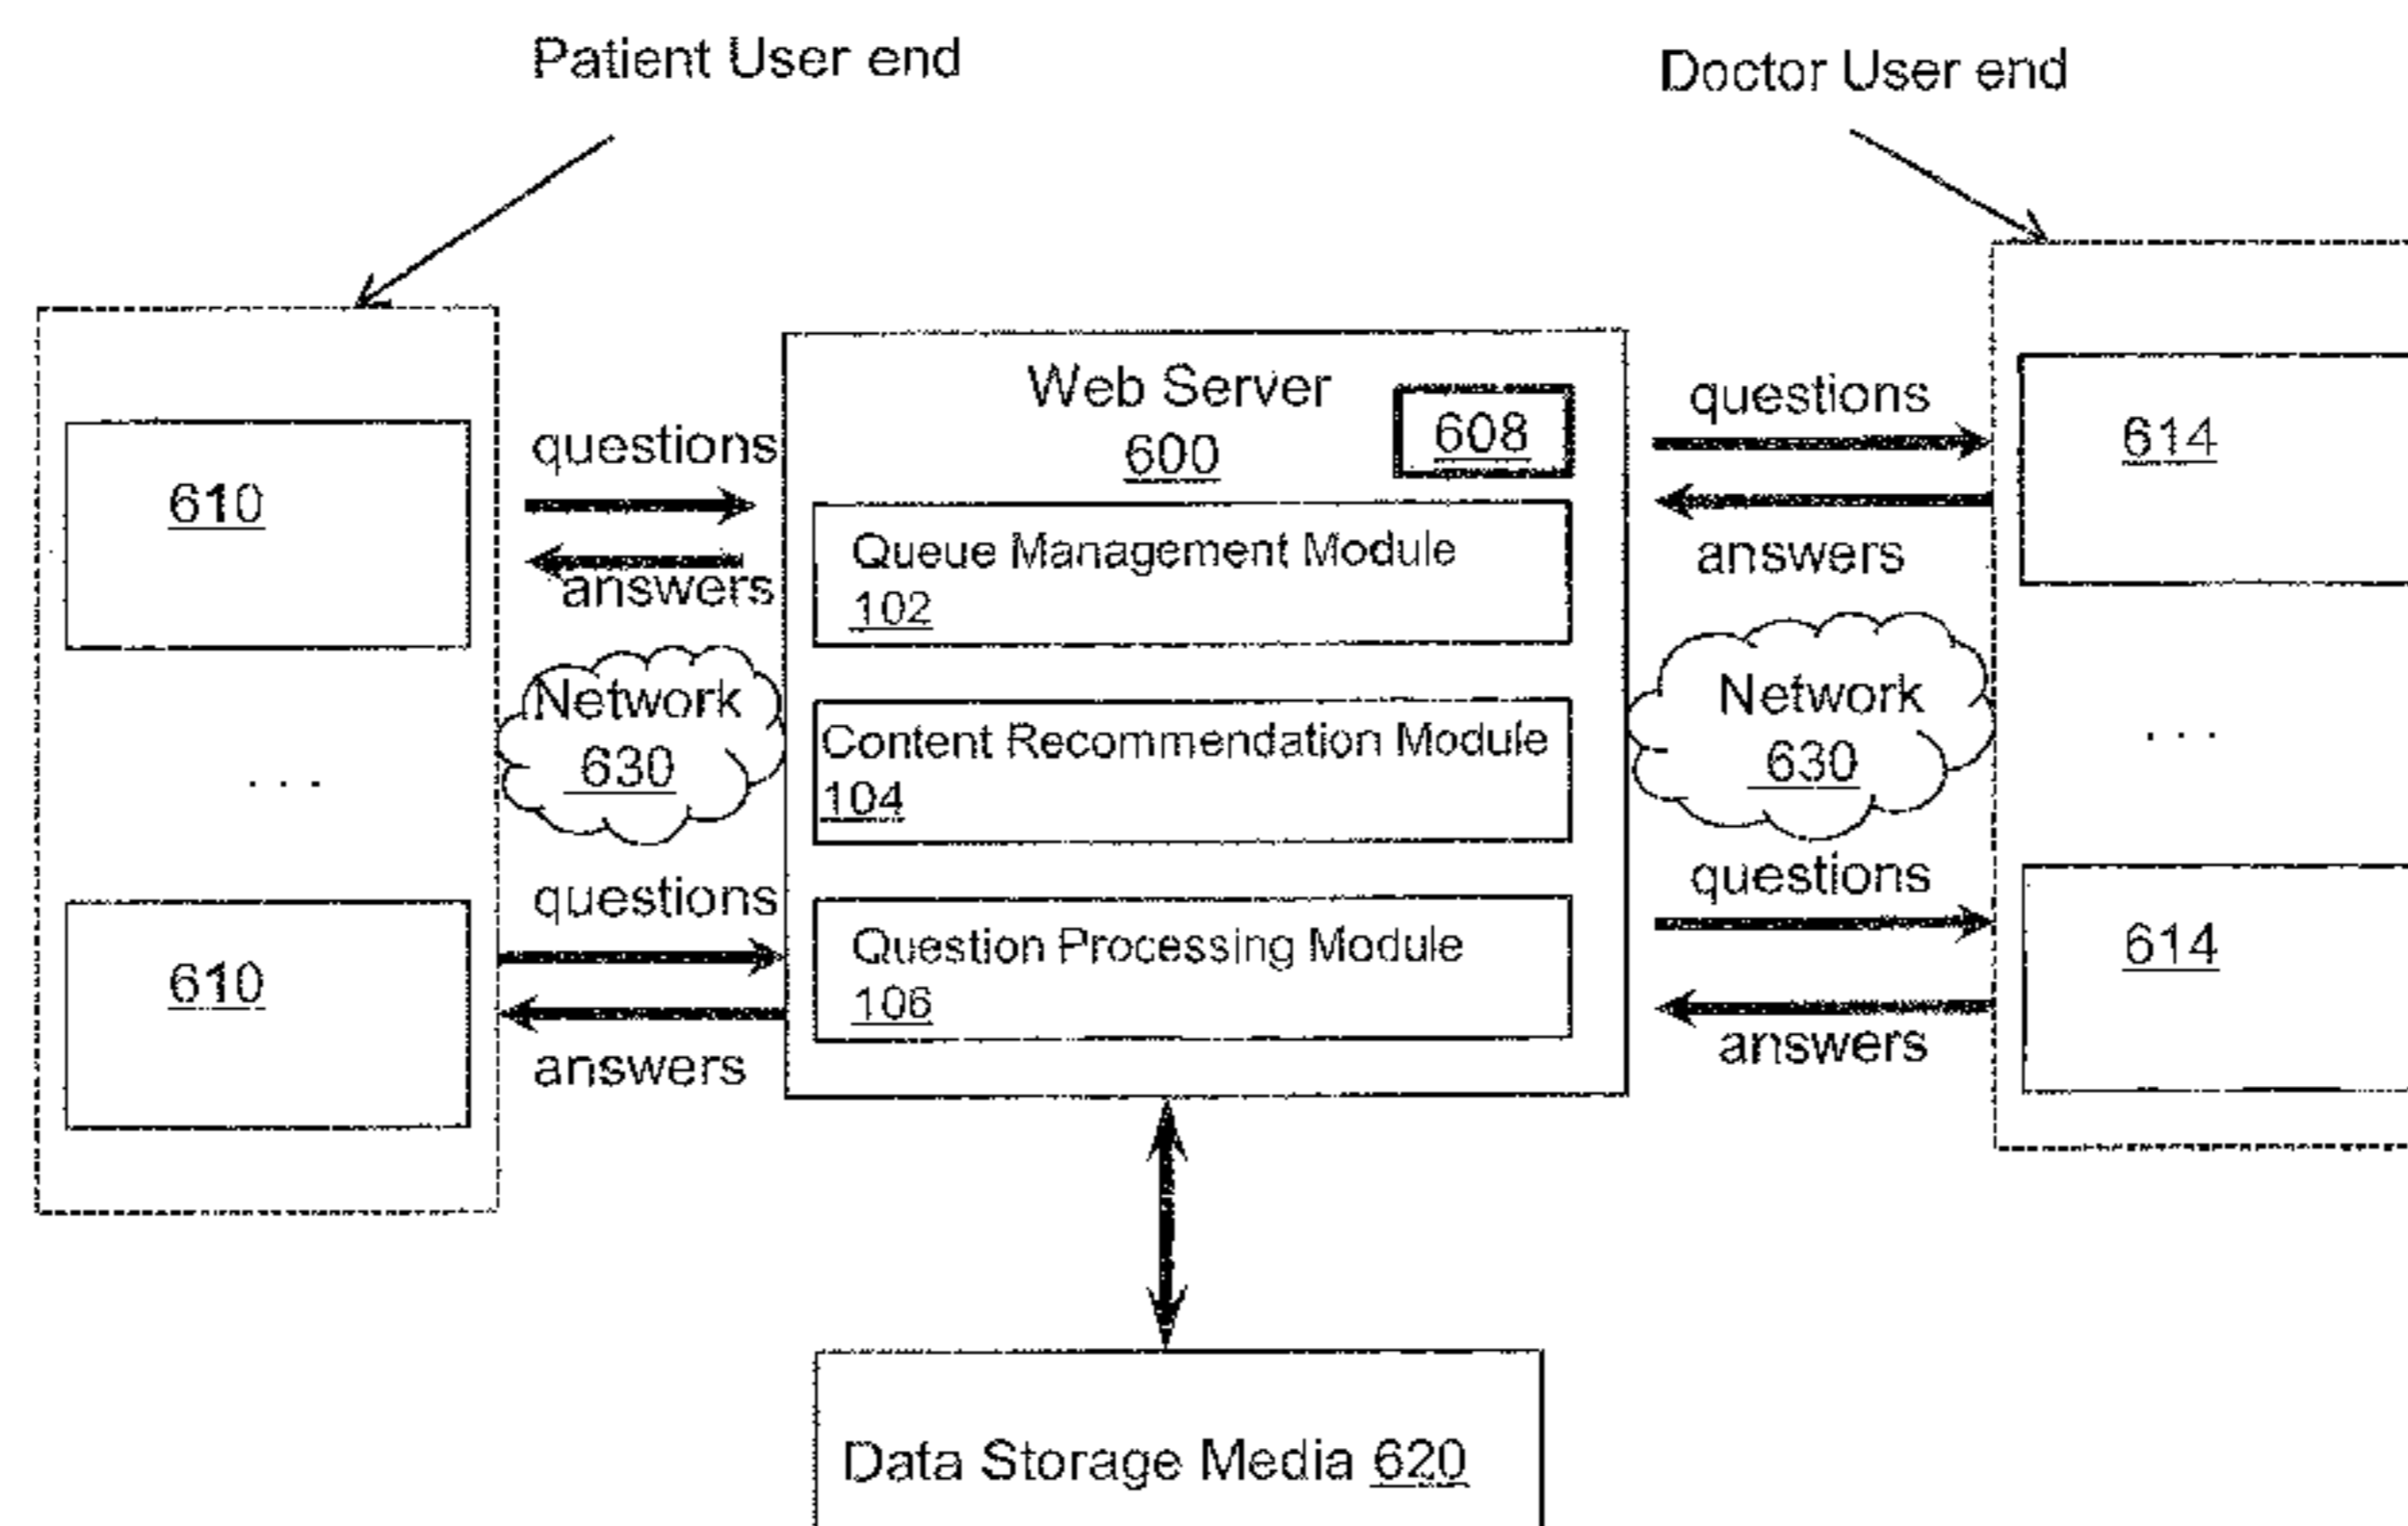 Patient User end
Doctor User end
610
. . .
610
questions
answers
Network
630
questions
answers
Web Server
600
608
Queue Management Module
102
Content Recommendation Module
104
Question Processing Module
106
questions
answers
Network
630
questions
answers
614
. . .
614
Data Storage Media 620